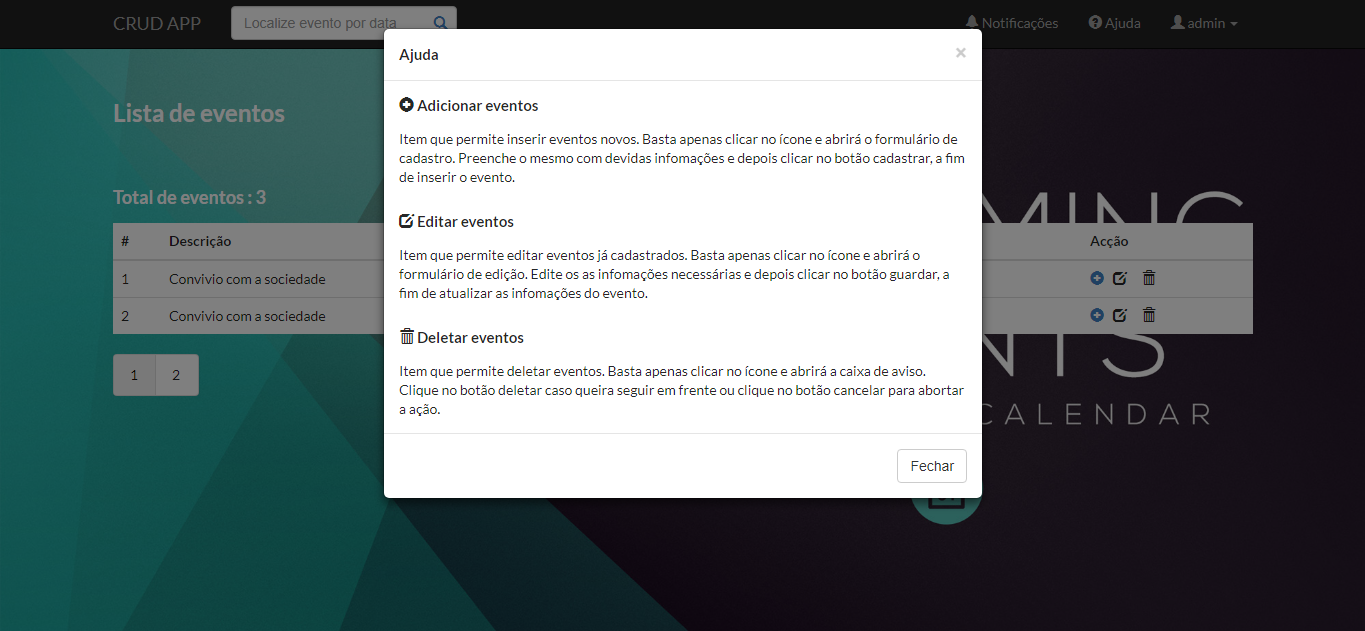 CRUD APP
Localize evento por data
Notificações
Ajuda
admin
Ajuda
×
Adicionar eventos
Item que permite inserir eventos novos. Basta apenas clicar no ícone e abrirá o formulário de
cadastro. Preenche o mesmo com devidas infomações e depois clicar no botão cadastrar, a fim
de inserir o evento.
Editar eventos
Item que permite editar eventos já cadastrados. Basta apenas clicar no ícone e abrirá o
formulário de edição. Edite os as infomações necessárias e depois clicar no botão guardar, a
fim de atualizar as infomações do evento.
Deletar eventos
Item que permite deletar eventos. Basta apenas clicar no ícone e abrirá a caixa de aviso.
Clique no botão deletar caso queira seguir em frente ou clique no botão cancelar para abortar
a ação.
Fechar
Lista de eventos
Total de eventos : 3
# Descrição Acção
1 Convivio com a sociedade
2 Convivio com a sociedade
1 2
CALENDAR